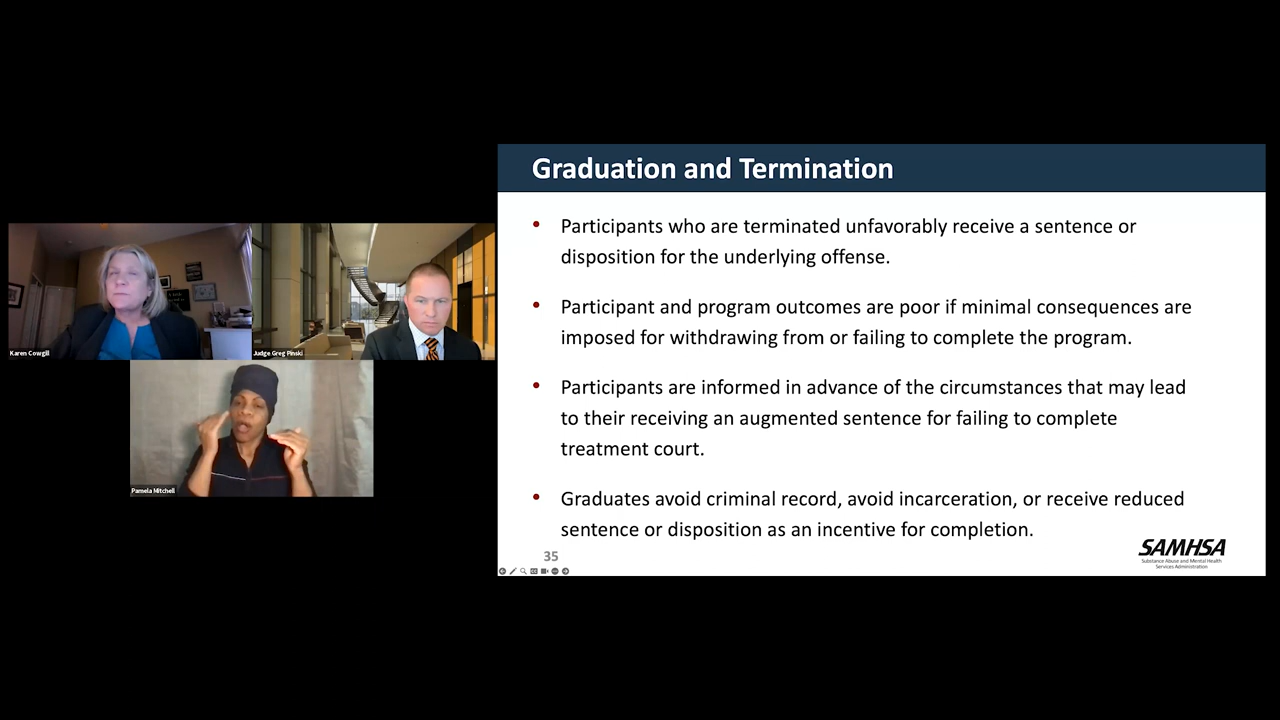 Graduation and Termination
• Participants who are terminated unfavorably receive a sentence or
disposition for the underlying offense.
• Participant and program outcomes are poor if minimal consequences are
imposed for withdrawing from or failing to complete the program.
• Participants are informed in advance of the circumstances that may lead
to their receiving an augmented sentence for failing to complete
treatment court.
• Graduates avoid criminal record, avoid incarceration, or receive reduced
sentence or disposition as an incentive for completion.
35
SAMHSA
Substance Abuse and Mental Health
Services Administration
Karen Cowgill
Judge Greg Pinski
Pamela Mitchell